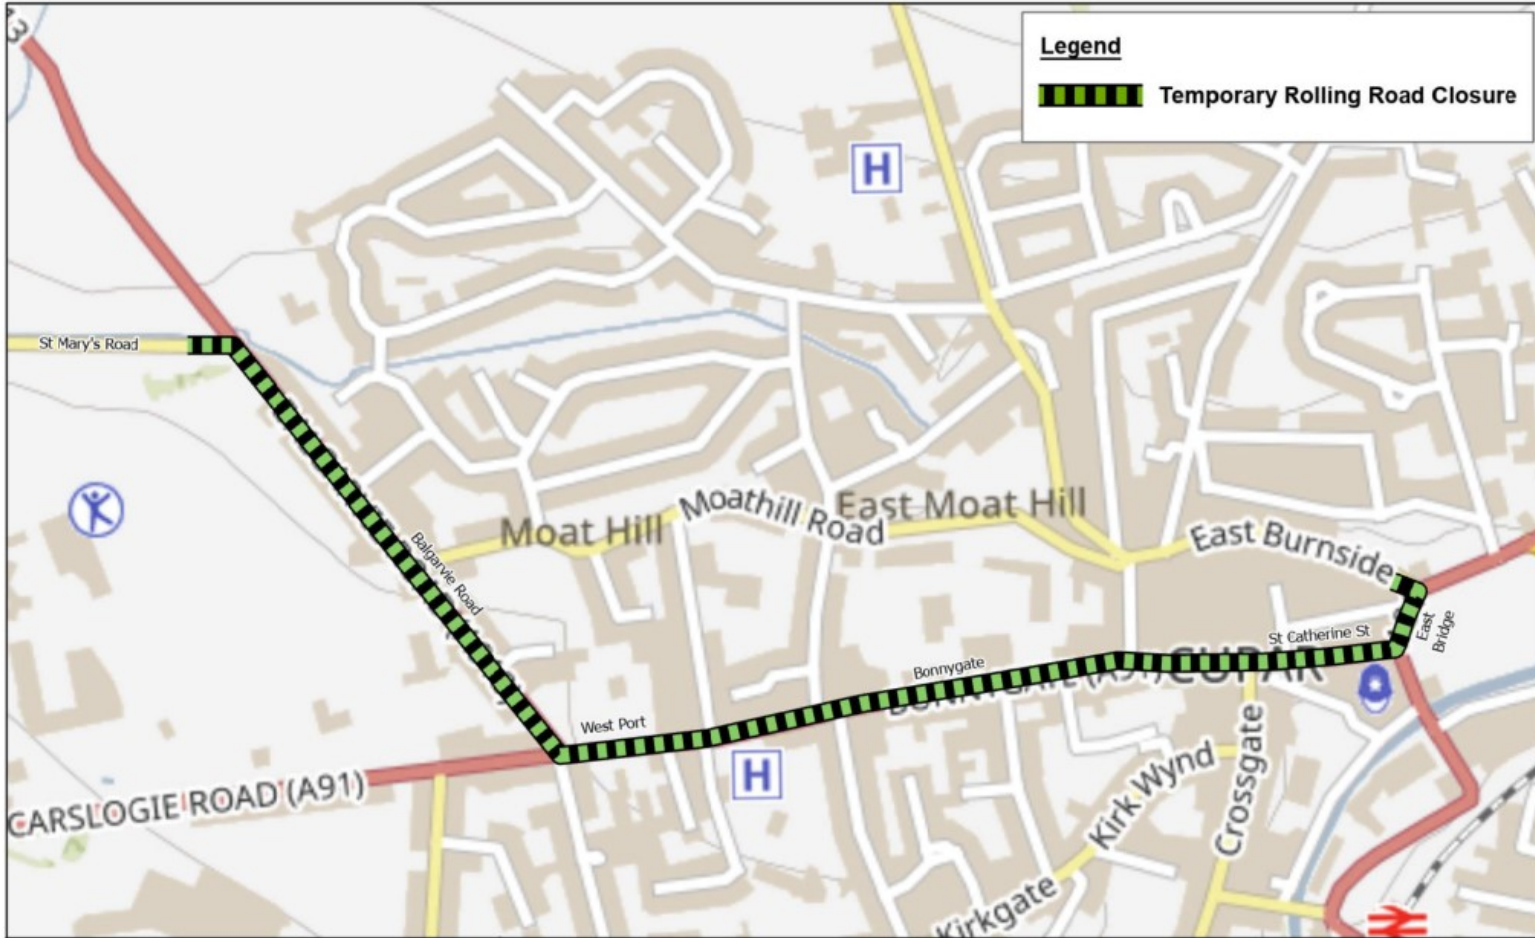 13
Legend
Temporary Rolling Road Closure
H
St Mary's Road
Moat Hill
Moathill Road
East Moat Hill
East Burnside
Balgarvie Road
East
Bridge
St Catherine St
Bonnygate
CUPAR
West Port
H
CARSLOGIE ROAD (A91)
Kirk Wynd
Crossgate
Kirkgate